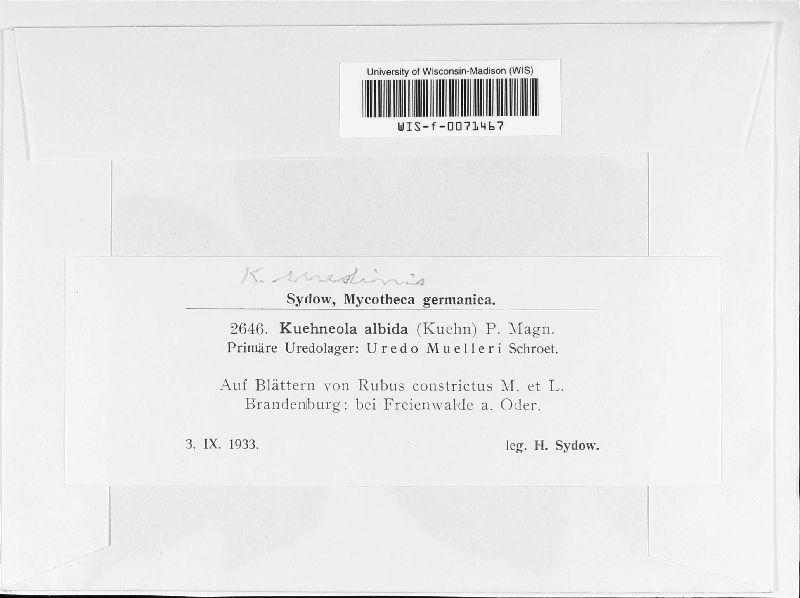 University of Wisconsin-Madison (WIS)
WIS-f-0071467
K. uredinis
Sydow, Mycotheca germanica.
2646. Kuehneola albida (Kuehn) P. Magn.
Primäre Uredolager: Uredo Muelleri Schroet.
Auf Blättern von Rubus constrictus M. et L.
Brandenburg: bei Freienwalde a. Oder.
3. IX. 1933.
leg. H. Sydow.